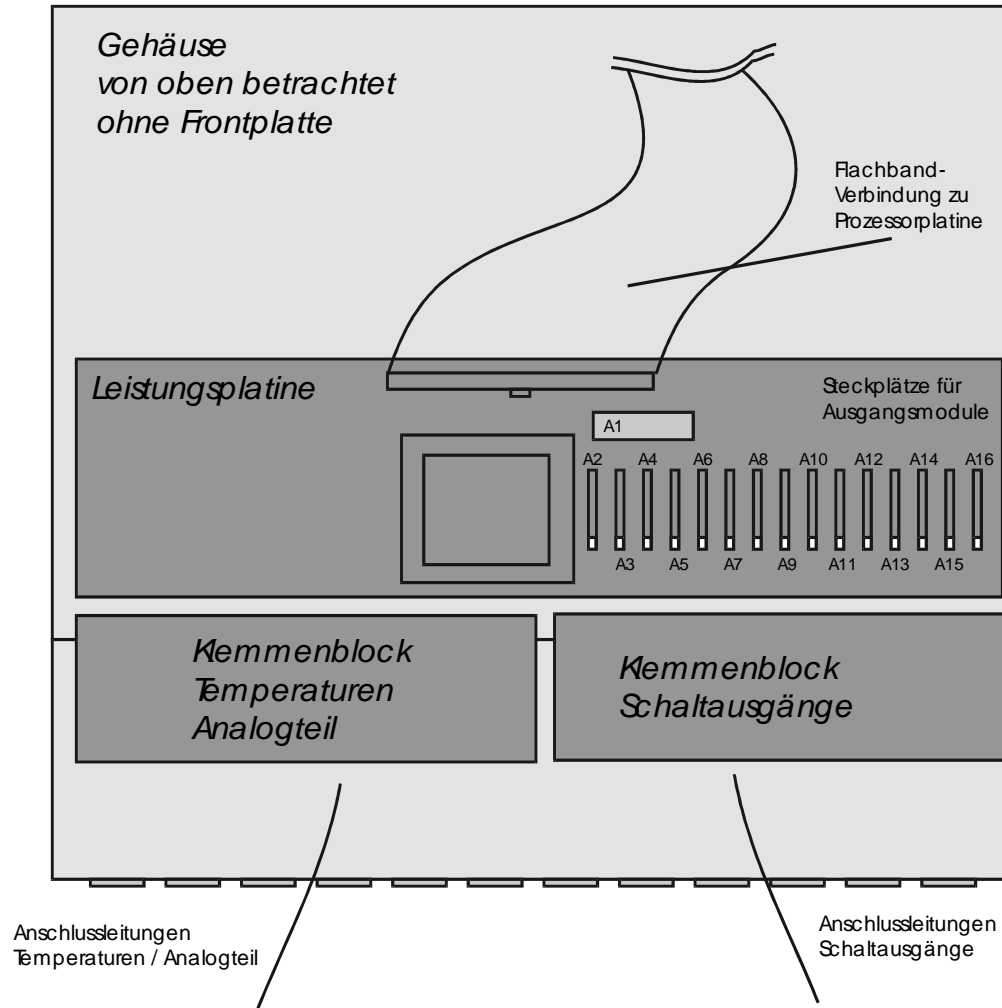 Gehäuse
von oben betrachtet
ohne Frontplatte
Flachband-
Verbindung zu
Prozessorplatine
Leistungsplatine
Steckplätze für
Ausgangsmodule
A1
A2 A4 A6 A8 A10 A12 A14 A16
A3 A5 A7 A9 A11 A13 A15
Klemmenblock
Temperaturen
Analogteil
Klemmenblock
Schaltausgänge
Anschlussleitungen
Temperaturen / Analogteil
Anschlussleitungen
Schaltausgänge